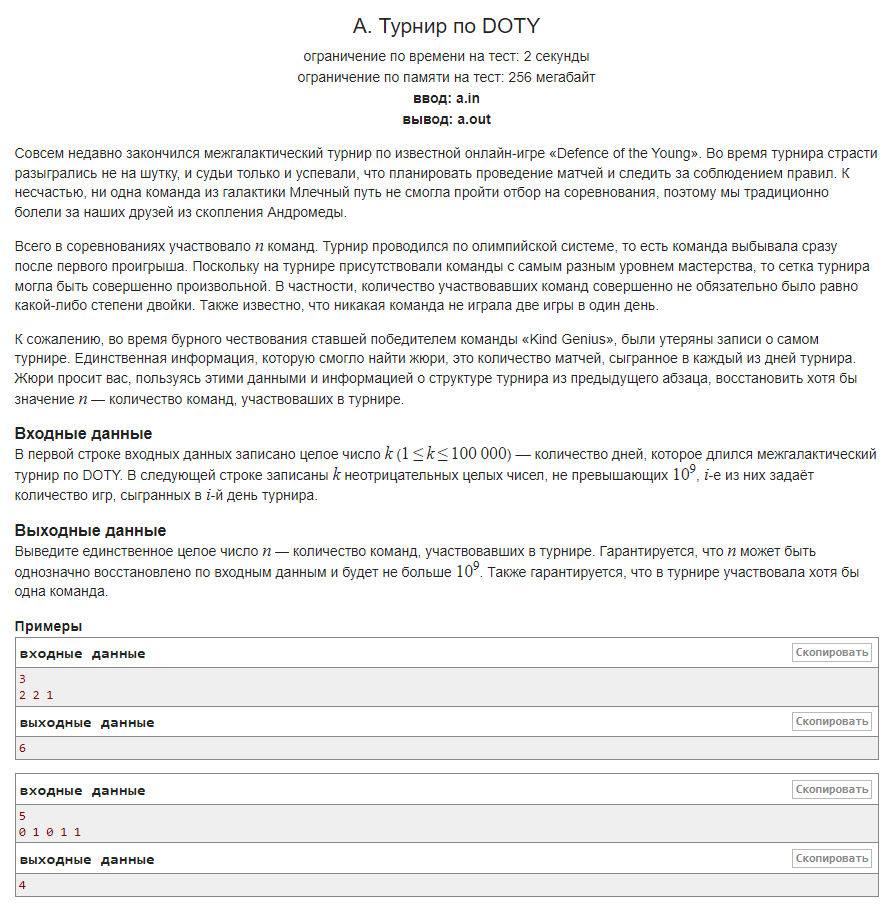 A. Турнир по DOTY
ограничение по времени на тест: 2 секунды
ограничение по памяти на тест: 256 мегабайт
ввод: a.in
вывод: a.out
Совсем недавно закончился межгалактический турнир по известной онлайн-игре «Defence of the Young». Во время турнира страсти
разыгрались не на шутку, и судьи только и успевали, что планировать проведение матчей и следить за соблюдением правил. К
несчастью, ни одна команда из галактики Млечный путь не смогла пройти отбор на соревнования, поэтому мы традиционно
болели за наших друзей из скопления Андромеды.
Всего в соревнованиях участвовало n команд. Турнир проводился по олимпийской системе, то есть команда выбывала сразу
после первого проигрыша. Поскольку на турнире присутствовали команды с самым разным уровнем мастерства, то сетка турнира
могла быть совершенно произвольной. В частности, количество участвовавших команд совершенно не обязательно было равно
какой-либо степени двойки. Также известно, что никакая команда не играла две игры в один день.
К сожалению, во время бурного чествования ставшей победителем команды «Kind Genius», были утеряны записи о самом
турнире. Единственная информация, которую смогло найти жюри, это количество матчей, сыгранное в каждый из дней турнира.
Жюри просит вас, пользуясь этими данными и информацией о структуре турнира из предыдущего абзаца, восстановить хотя бы
значение n — количество команд, участвоваших в турнире.
Входные данные
В первой строке входных данных записано целое число k (1 ≤ k ≤ 100 000) — количество дней, которое длился межгалактический
турнир по DOTY. В следующей строке записаны k неотрицательных целых чисел, не превышающих 10⁹, i-е из них задаёт
количество игр, сыгранных в i-й день турнира.
Выходные данные
Выведите единственное целое число n — количество команд, участвовавших в турнире. Гарантируется, что n может быть
однозначно восстановлено по входным данным и будет не больше 10⁹. Также гарантируется, что в турнире участвовала хотя бы
одна команда.
Примеры
входные данные
Скопировать
3
2 2 1
выходные данные
Скопировать
6
входные данные
Скопировать
5
0 1 0 1 1
выходные данные
Скопировать
4